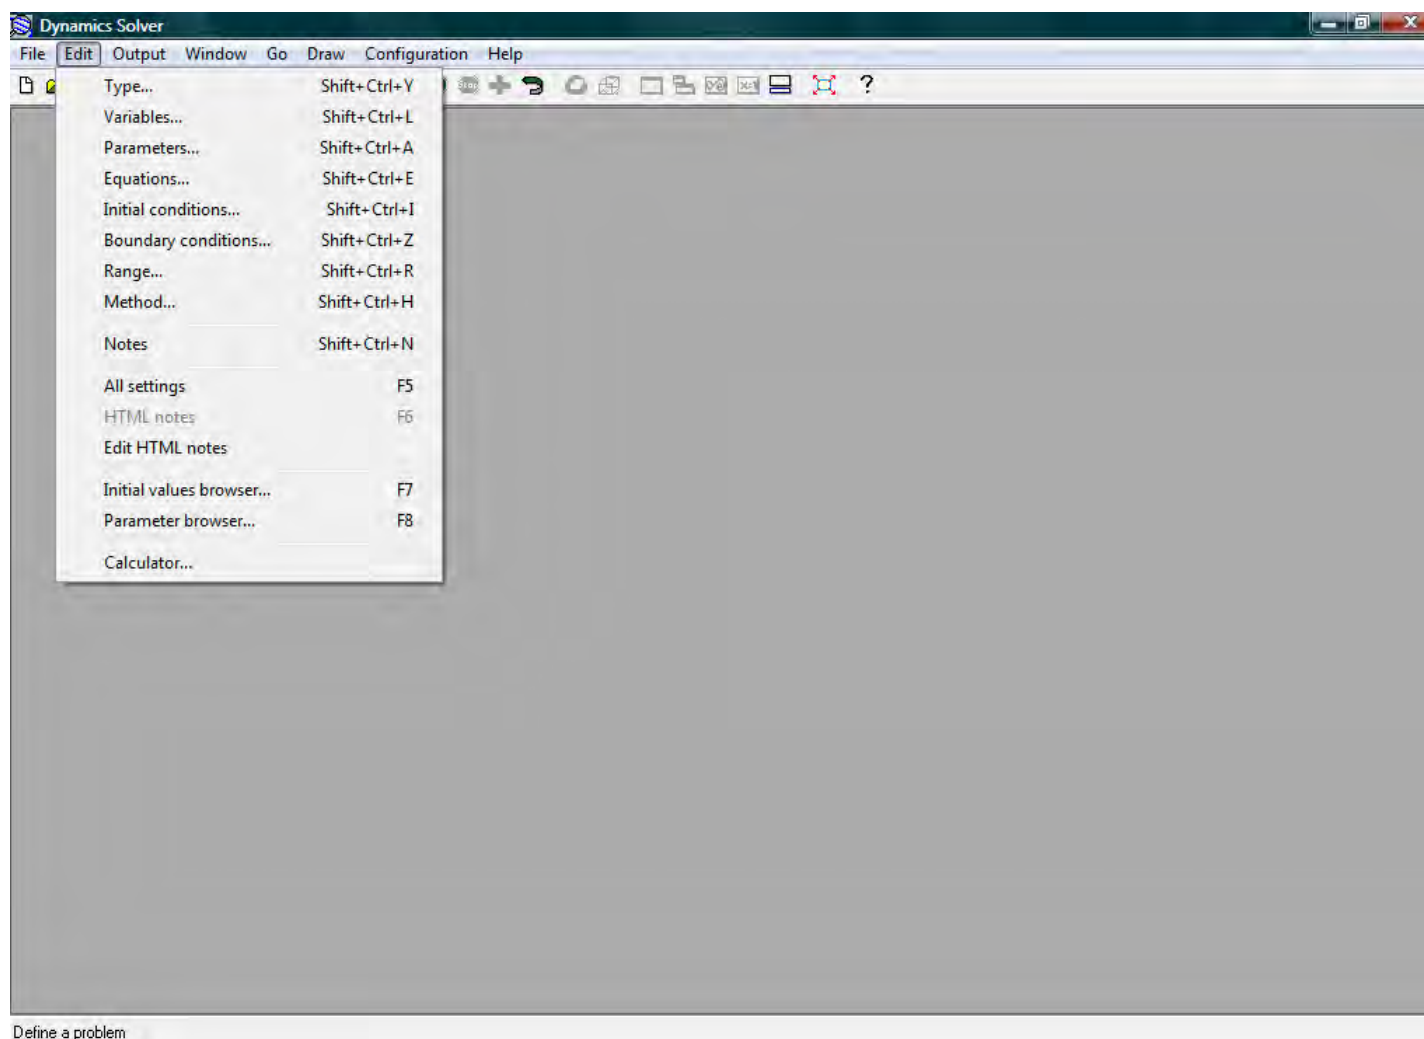 Dynamics Solver
File Edit Output Window Go Draw Configuration Help
Type... Shift+Ctrl+Y
Variables... Shift+Ctrl+L
Parameters... Shift+Ctrl+A
Equations... Shift+Ctrl+E
Initial conditions... Shift+Ctrl+I
Boundary conditions... Shift+Ctrl+Z
Range... Shift+Ctrl+R
Method... Shift+Ctrl+H
Notes Shift+Ctrl+N
All settings F5
HTML notes F6
Edit HTML notes
Initial values browser... F7
Parameter browser... F8
Calculator...
Define a problem